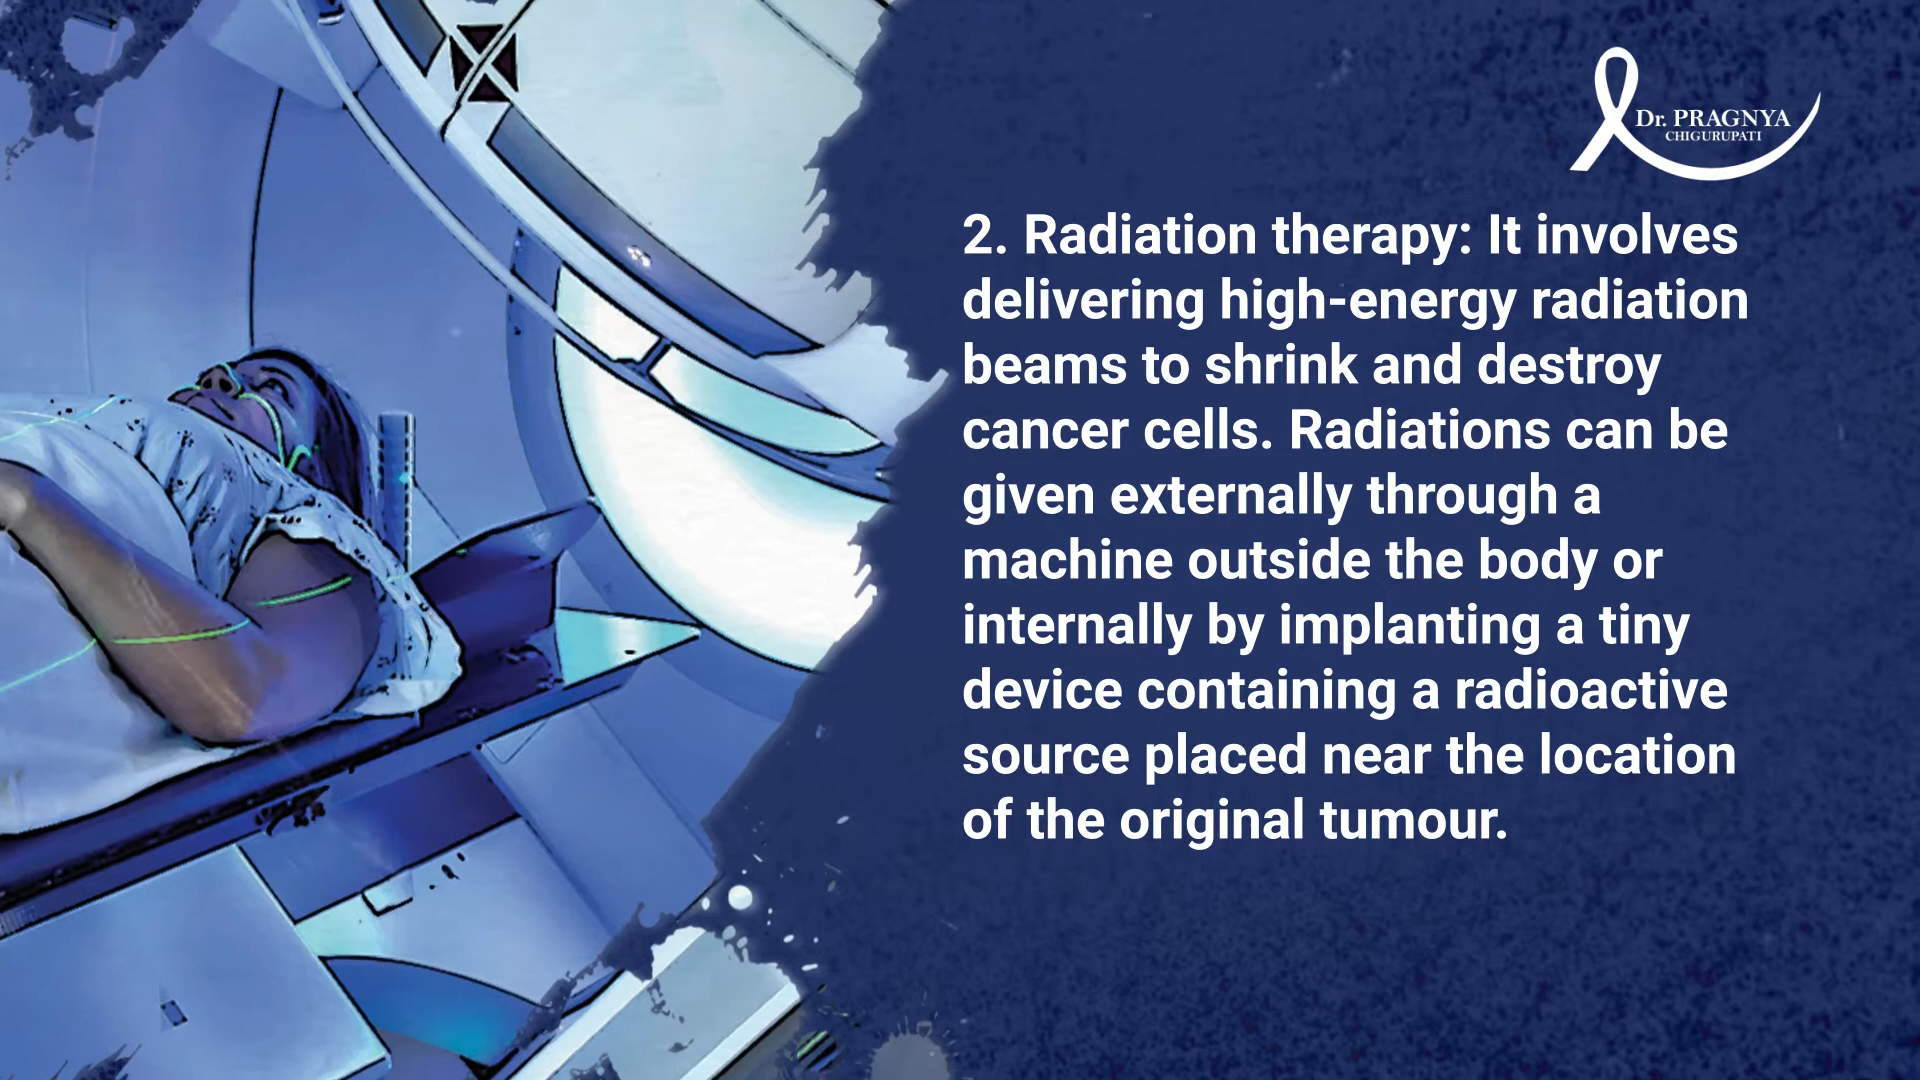 Dr. PRAGNYA
CHIGURUPATI
2. Radiation therapy: It involves
delivering high-energy radiation
beams to shrink and destroy
cancer cells. Radiations can be
given externally through a
machine outside the body or
internally by implanting a tiny
device containing a radioactive
source placed near the location
of the original tumour.